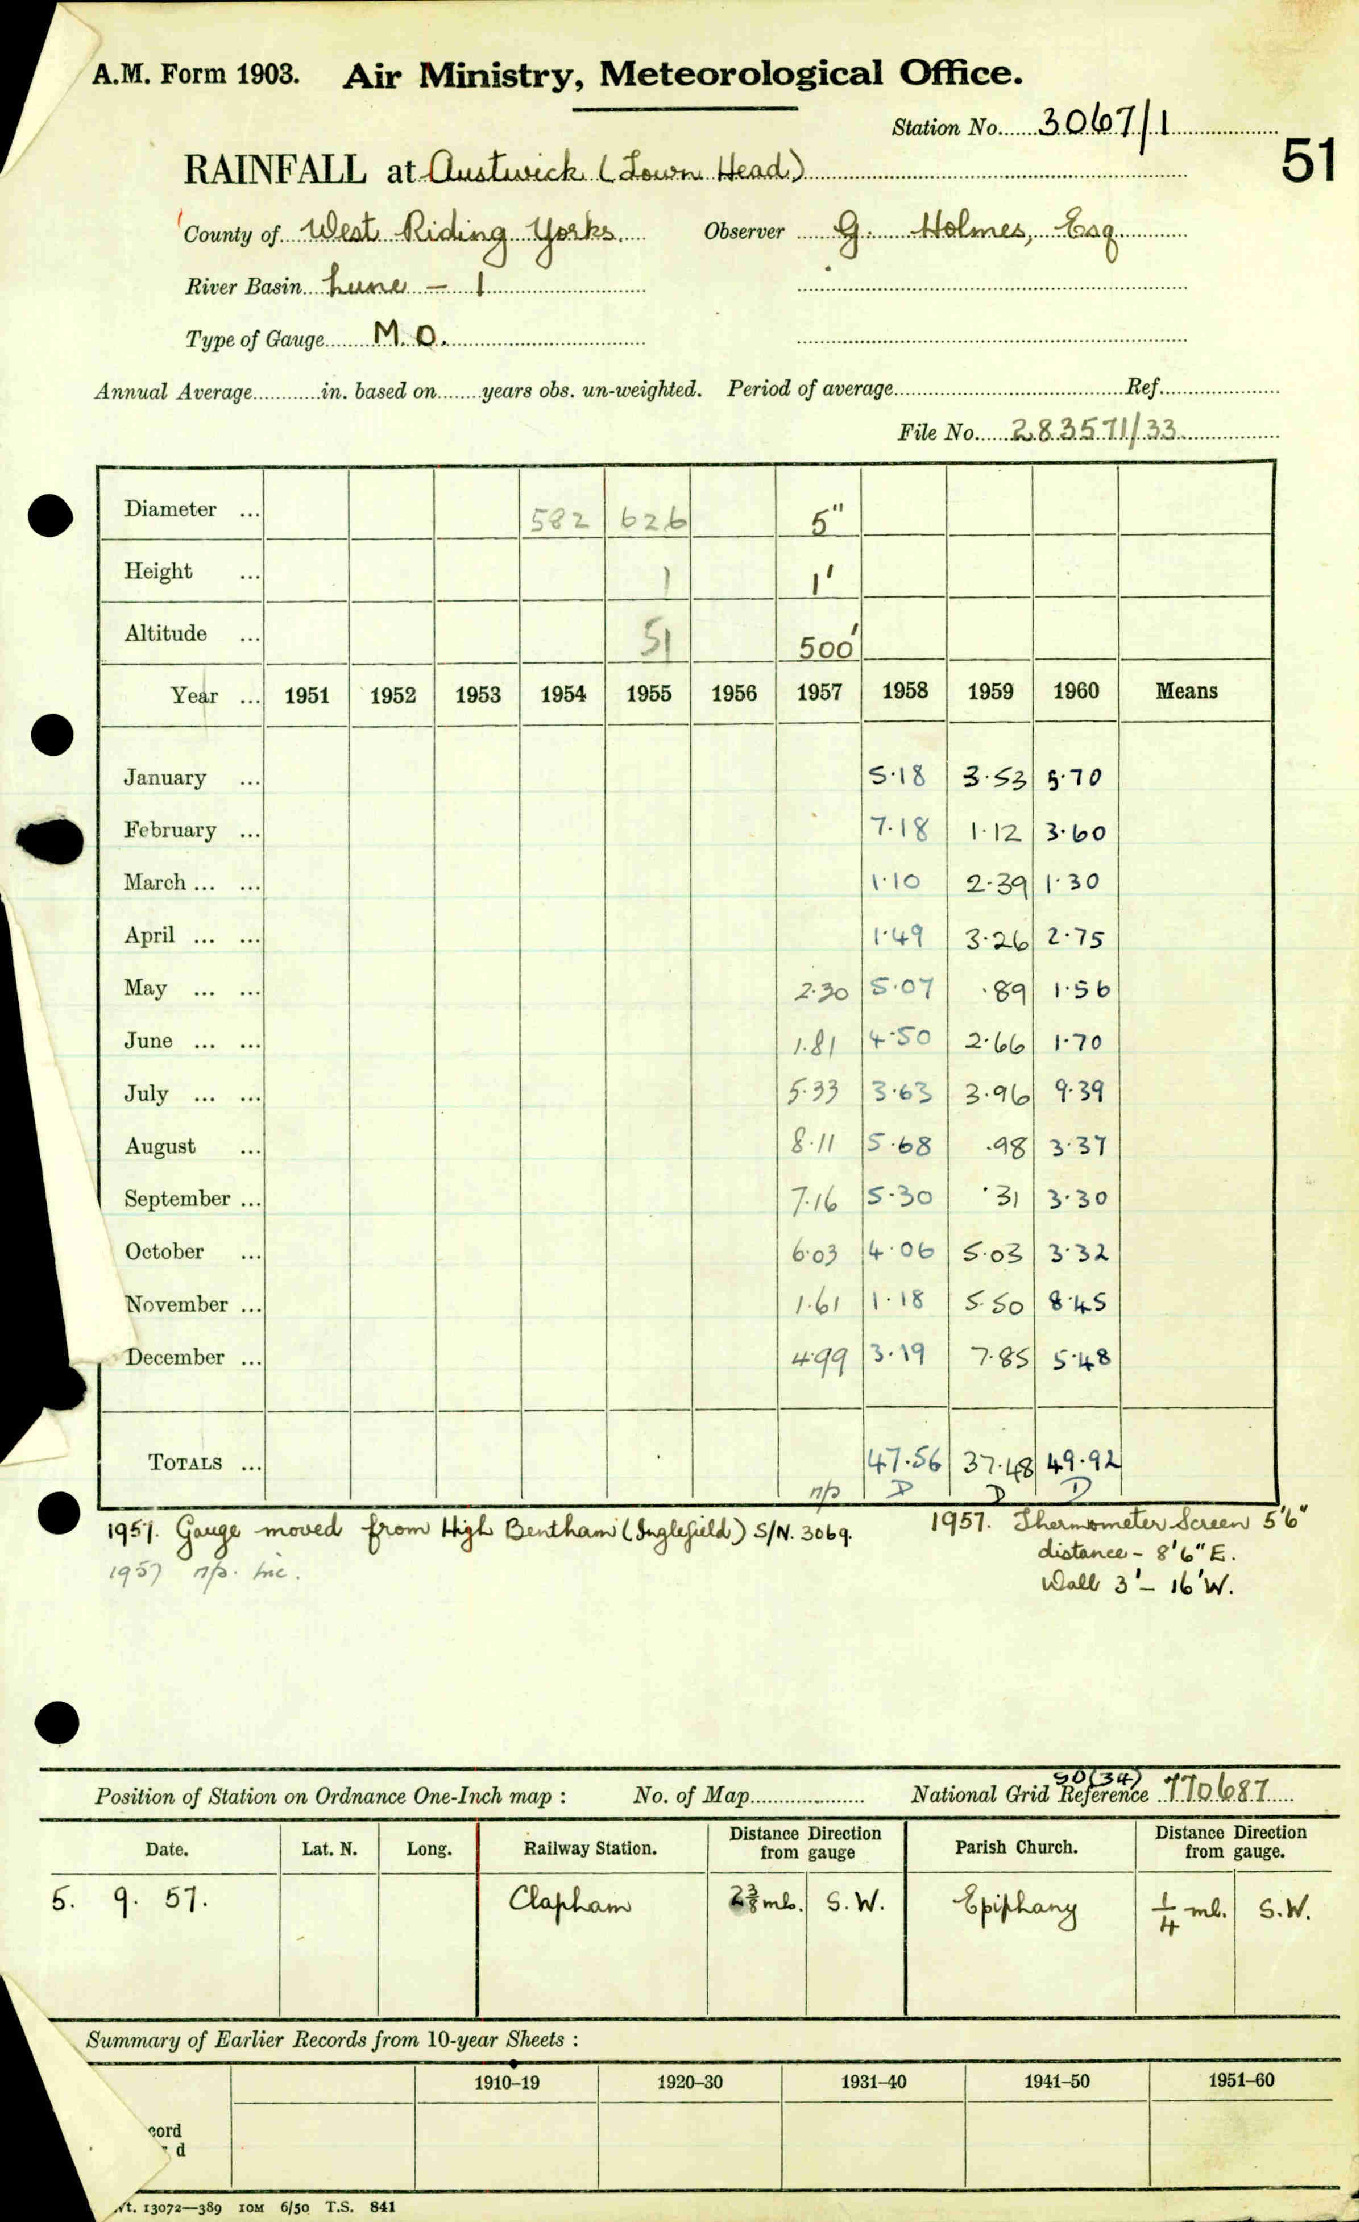 A.M. Form 1903. Air Ministry, Meteorological Office.
Station No. 3067/1
51
RAINFALL at Austwick (Town Head)
County of West Riding Yorks. Observer G. Holmes, Esq
River Basin Lune – 1
Type of Gauge M.O.
Annual Average in. based on years obs. un-weighted. Period of average Ref.
File No. 283571/33
Diameter ... 582 626 5"
Height ... 1 1'
Altitude ... 51 500'
Year ... 1951 1952 1953 1954 1955 1956 1957 1958 1959 1960 Means
January ... 5.18 3.53 5.70
February ... 7.18 1.12 3.60
March ... ... 1.10 2.39 1.30
April ... ... 1.49 3.26 2.75
May ... ... 2.30 5.07 .89 1.56
June ... ... 1.81 4.50 2.66 1.70
July ... ... 5.33 3.63 3.96 9.39
August ... 8.11 5.68 .98 3.37
September ... 7.16 5.30 .31 3.30
October ... 6.03 4.06 5.03 3.32
November ... 1.61 1.18 5.50 8.45
December ... 4.99 3.19 7.85 5.48
TOTALS ... 47.56 37.48 49.92
n/p D D D
1957. Gauge moved from High Bentham (Inglefield) S/N. 3069. 1957. Thermometer Screen 5'6"
distance – 8'6" E.
1957 n/p. inc. Wall 3' – 16' W.
Position of Station on Ordnance One-Inch map : No. of Map National Grid Reference SD(34) 770687
Date. Lat. N. Long. Railway Station. Distance Direction from gauge Parish Church. Distance Direction from gauge.
5. 9. 57. Clapham 2 3/8 mls. S.W. Epiphany 1/4 ml. S.W.
Summary of Earlier Records from 10-year Sheets :
1910–19 1920–30 1931–40 1941–50 1951–60
cord
d
Wt. 13072—389 10M 6/50 T.S. 841